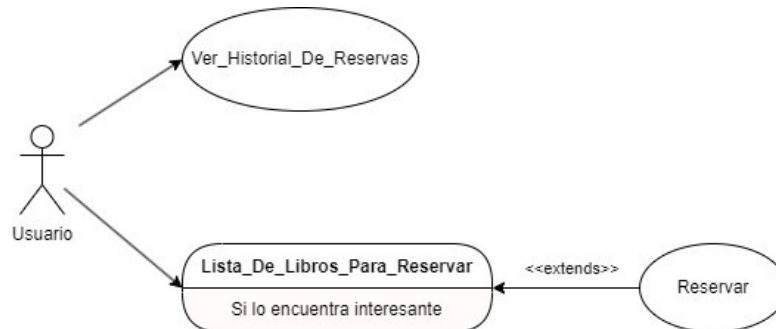 Ver_Historial_De_Reservas
Usuario
Lista_De_Libros_Para_Reservar
<<extends>>
Reservar
Si lo encuentra interesante